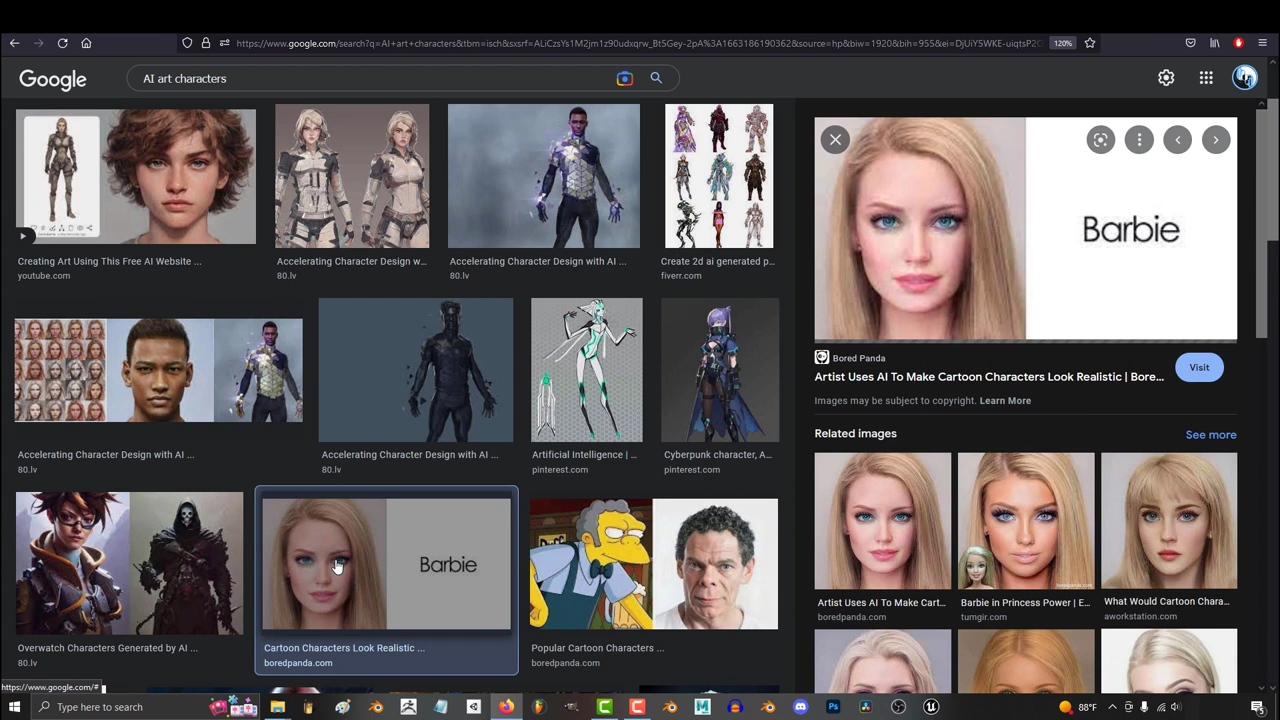 https://www.google.com/search?q=AI+art+characters&tbm=isch&sxsrf=ALiCzsYs1M2jm1z90udxqrw_Bt5Gey-2pA%3A1663186190362&source=hp&biw=1920&bih=955&ei=DjUiY5WKE-uiqtsP2O
120%
Google
AI art characters
Creating Art Using This Free AI Website ...
youtube.com
Accelerating Character Design w...
80.lv
Accelerating Character Design with AI ...
80.lv
Create 2d ai generated p...
fiverr.com
Accelerating Character Design with AI ...
80.lv
Accelerating Character Design with AI ...
80.lv
Artificial Intelligence | ...
pinterest.com
Cyberpunk character, A...
pinterest.com
Overwatch Characters Generated by AI ...
80.lv
Barbie
Cartoon Characters Look Realistic ...
boredpanda.com
Popular Cartoon Characters ...
boredpanda.com
Barbie
Bored Panda
Artist Uses AI To Make Cartoon Characters Look Realistic | Bore...
Visit
Images may be subject to copyright. Learn More
Related images
See more
Artist Uses AI To Make Cart...
boredpanda.com
Barbie in Princess Power | E...
tumgir.com
What Would Cartoon Chara...
aworkstation.com
https://www.google.com/#
Type here to search
88°F